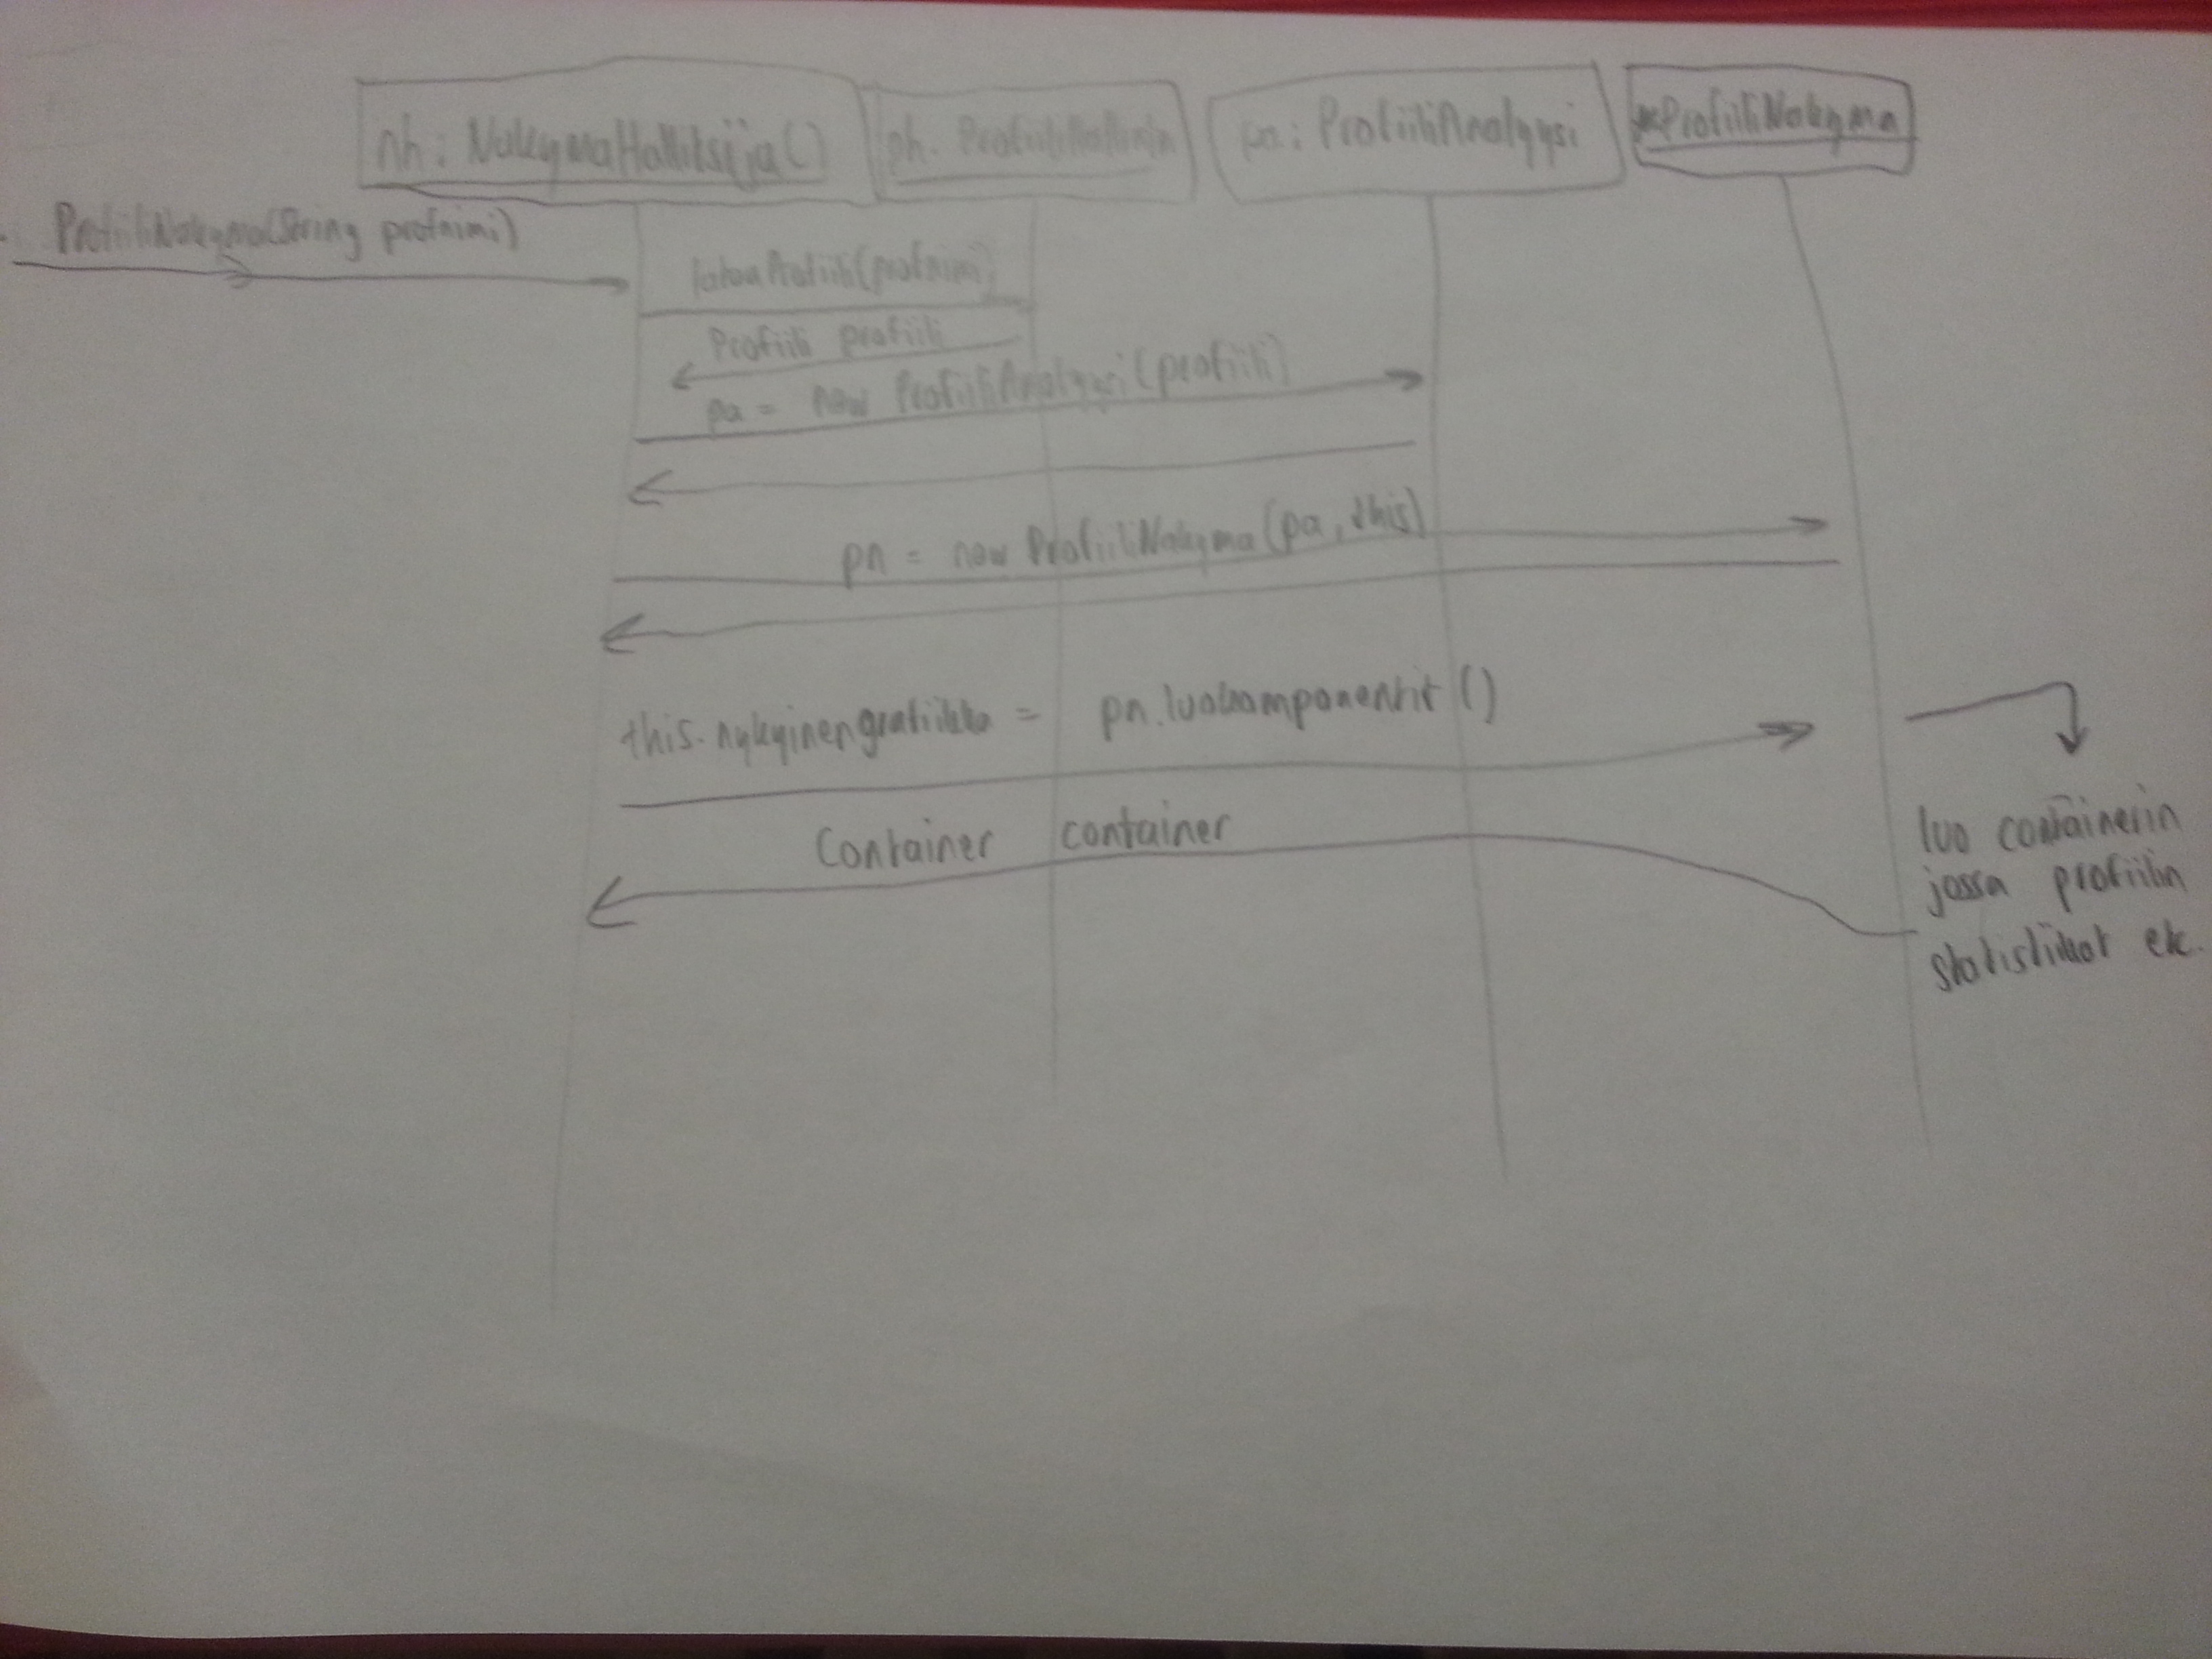 nh: NakymaHallitsija()
ph: ProfiiliHallinta
pa: ProfiiliAnalyysi
ProfiiliNakyma
ProfiiliNakyma(String profnimi)
lataaProfiili(profnimi)
Profiili profiili
pa = new ProfiiliAnalyysi(profiili)
pn = new ProfiiliNakyma(pa, this)
this.nykyinengrafiikka = pn.luokomponentit()
Container container
luo containerin
jossa profiilin
statistiikat etc.